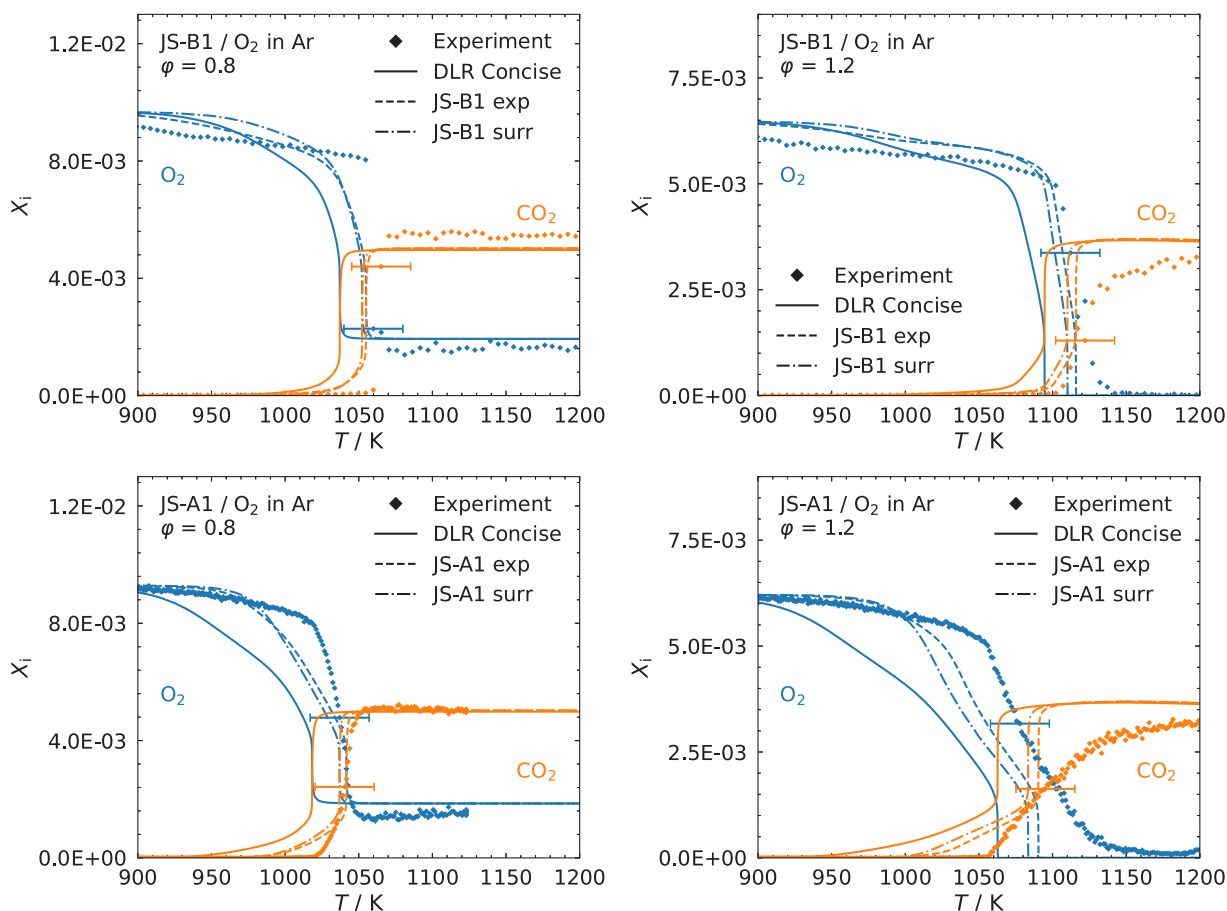 JS-B1 / O₂ in Ar
φ = 0.8
Experiment
DLR Concise
JS-B1 exp
JS-B1 surr
1.2E-02
8.0E-03
4.0E-03
0.0E+00
Xᵢ
O₂
CO₂
900 950 1000 1050 1100 1150 1200
T / K
JS-B1 / O₂ in Ar
φ = 1.2
7.5E-03
5.0E-03
2.5E-03
0.0E+00
Xᵢ
O₂
CO₂
Experiment
DLR Concise
JS-B1 exp
JS-B1 surr
900 950 1000 1050 1100 1150 1200
T / K
JS-A1 / O₂ in Ar
φ = 0.8
Experiment
DLR Concise
JS-A1 exp
JS-A1 surr
1.2E-02
8.0E-03
4.0E-03
0.0E+00
Xᵢ
O₂
CO₂
900 950 1000 1050 1100 1150 1200
T / K
JS-A1 / O₂ in Ar
φ = 1.2
Experiment
DLR Concise
JS-A1 exp
JS-A1 surr
7.5E-03
5.0E-03
2.5E-03
0.0E+00
Xᵢ
O₂
CO₂
900 950 1000 1050 1100 1150 1200
T / K